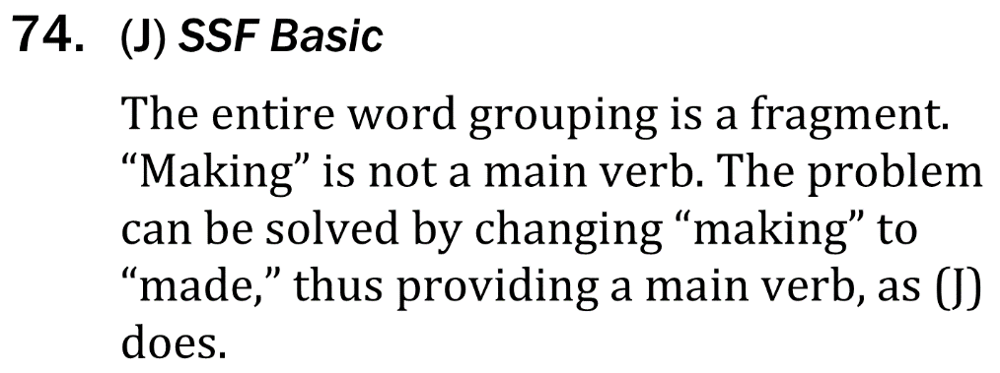 74. (J) SSF Basic
The entire word grouping is a fragment.
“Making” is not a main verb. The problem
can be solved by changing “making” to
“made,” thus providing a main verb, as (J)
does.